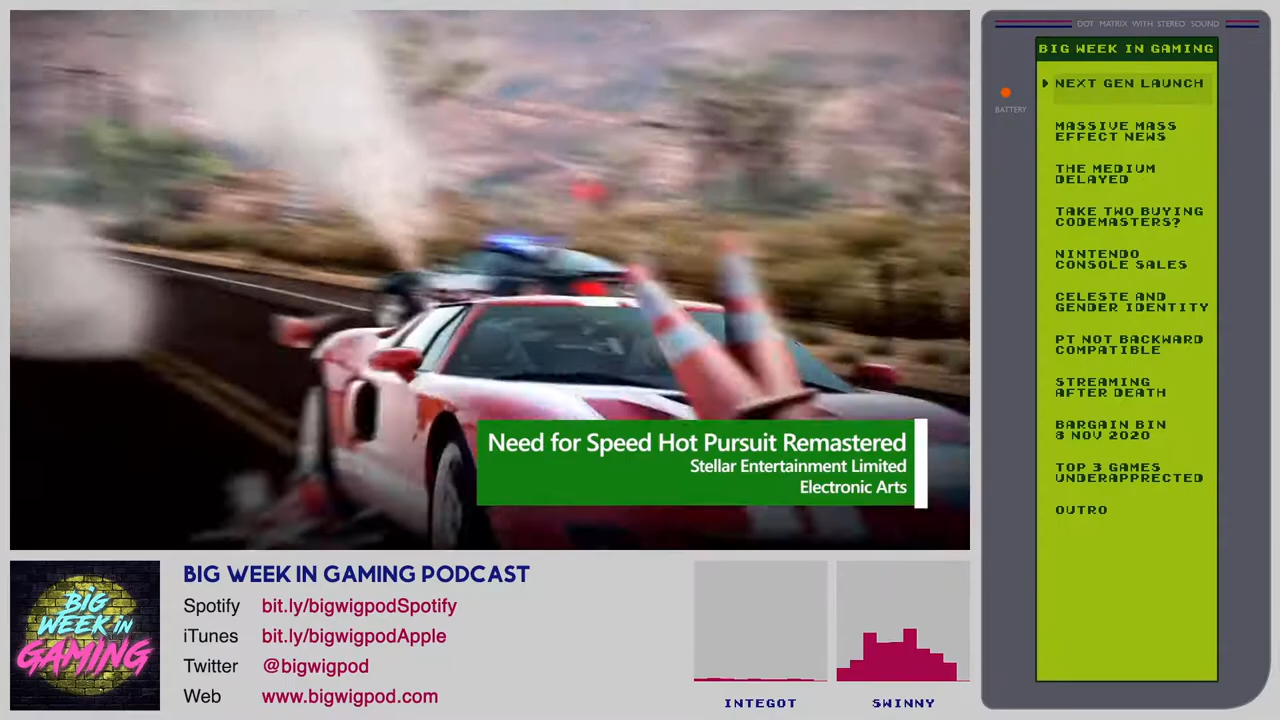 DOT MATRIX WITH STEREO SOUND
BIG WEEK IN GAMING
NEXT GEN LAUNCH
BATTERY
MASSIVE MASS
EFFECT NEWS
THE MEDIUM
DELAYED
TAKE TWO BUYING
CODEMASTERS?
NINTENDO
CONSOLE SALES
CELESTE AND
GENDER IDENTITY
PT NOT BACKWARD
COMPATIBLE
STREAMING
AFTER DEATH
BARGAIN BIN
8 NOV 2020
TOP 3 GAMES
UNDERAPPRECTED
OUTRO
Need for Speed Hot Pursuit Remastered
Stellar Entertainment Limited
Electronic Arts
BIG
WEEK IN
GAMING
BIG WEEK IN GAMING PODCAST
Spotify bit.ly/bigwigpodSpotify
iTunes bit.ly/bigwigpodApple
Twitter @bigwigpod
Web www.bigwigpod.com
INTEGOT
SWINNY